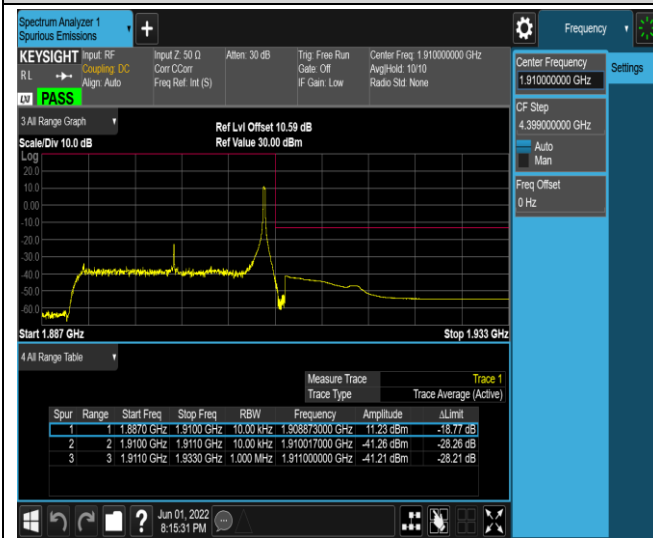 Spectrum Analyzer 1
Spurious Emissions
+
Frequency
KEYSIGHT
RL
Input: RF
Coupling: DC
Align: Auto
Input Z: 50 Ω
Corr CCorr
Freq Ref: Int (S)
Atten: 30 dB
Trig: Free Run
Gate: Off
IF Gain: Low
Center Freq: 1.910000000 GHz
Avg|Hold: 10/10
Radio Std: None
LXI PASS
Center Frequency
1.910000000 GHz
Settings
CF Step
4.399000000 GHz
Auto
Man
Freq Offset
0 Hz
3 All Range Graph
Scale/Div 10.0 dB
Ref Lvl Offset 10.59 dB
Ref Value 30.00 dBm
Log
20.0
10.0
0.00
-10.0
-20.0
-30.0
-40.0
-50.0
-60.0
Start 1.887 GHz
Stop 1.933 GHz
4 All Range Table
Measure Trace Trace 1
Trace Type Trace Average (Active)
Spur Range Start Freq Stop Freq RBW Frequency Amplitude ΔLimit
1 1 1.8870 GHz 1.9100 GHz 10.00 kHz 1.908873000 GHz 11.23 dBm -18.77 dB
2 2 1.9100 GHz 1.9110 GHz 10.00 kHz 1.910017000 GHz -41.26 dBm -28.26 dB
3 3 1.9110 GHz 1.9330 GHz 1.000 MHz 1.911000000 GHz -41.21 dBm -28.21 dB
?
Jun 01, 2022
8:15:31 PM